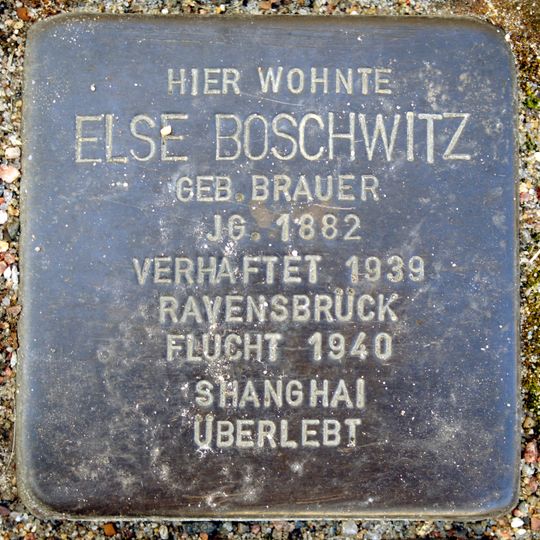 HIER WOHNTE
ELSE BOSCHWITZ
GEB. BRAUER
JG. 1882
VERHAFTET 1939
RAVENSBRÜCK
FLUCHT 1940
SHANGHAI
ÜBERLEBT